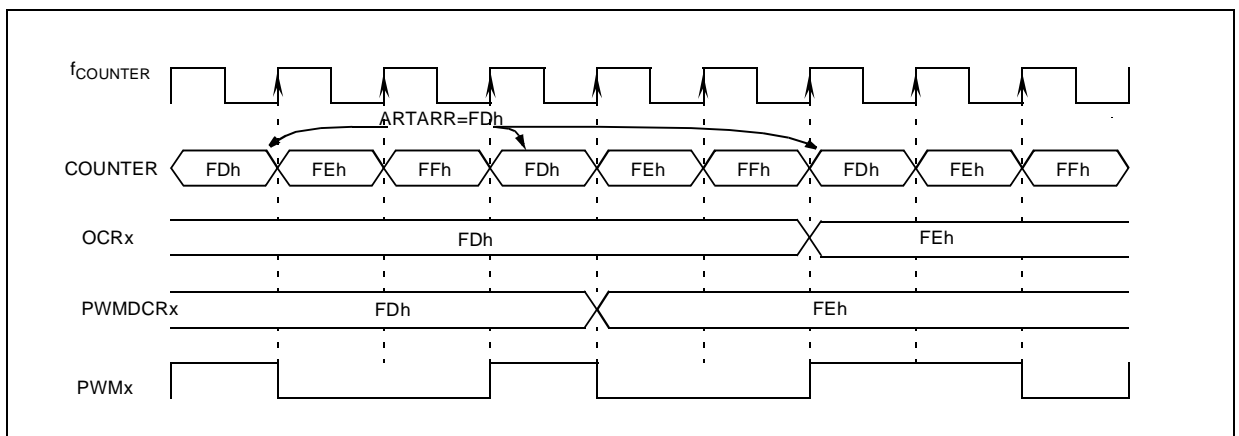 fCOUNTER
ARTARR=FDh
COUNTER FDh FEh FFh FDh FEh FFh FDh FEh FFh
OCRx FDh FEh
PWMDCRx FDh FEh
PWMx